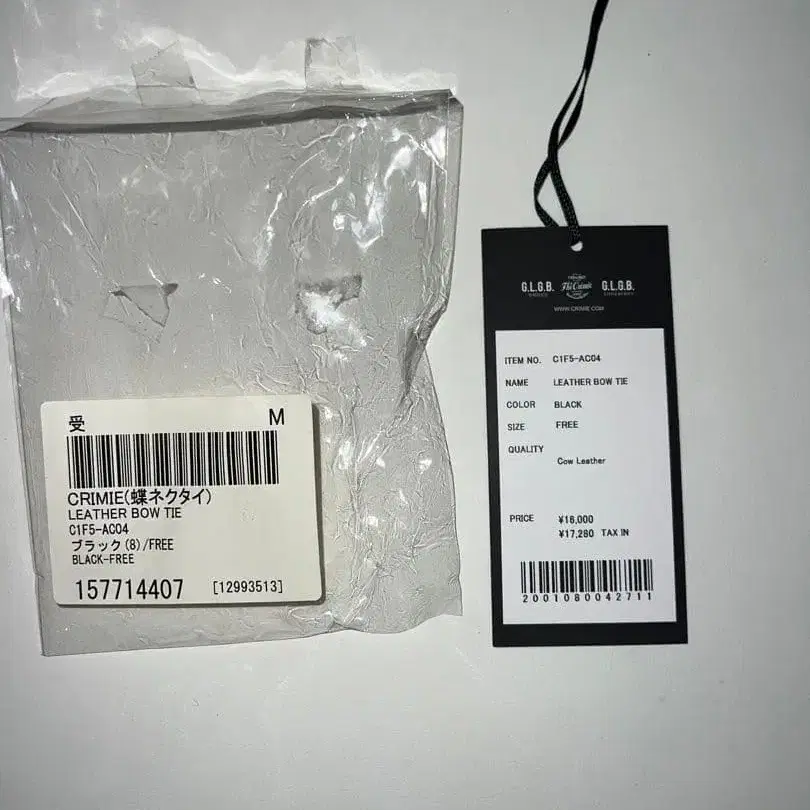 受 M
CRIMIE(蝶ネクタイ)
LEATHER BOW TIE
C1F5-AC04
ブラック(8)/FREE
BLACK-FREE
157714407 [12993513]
G.L.G.B. The Crimie G.L.G.B.
WWW.CRIMIE.COM
ITEM NO. C1F5-AC04
NAME LEATHER BOW TIE
COLOR BLACK
SIZE FREE
QUALITY
Cow Leather
PRICE ¥16,000
¥17,280 TAX IN
2001080042711